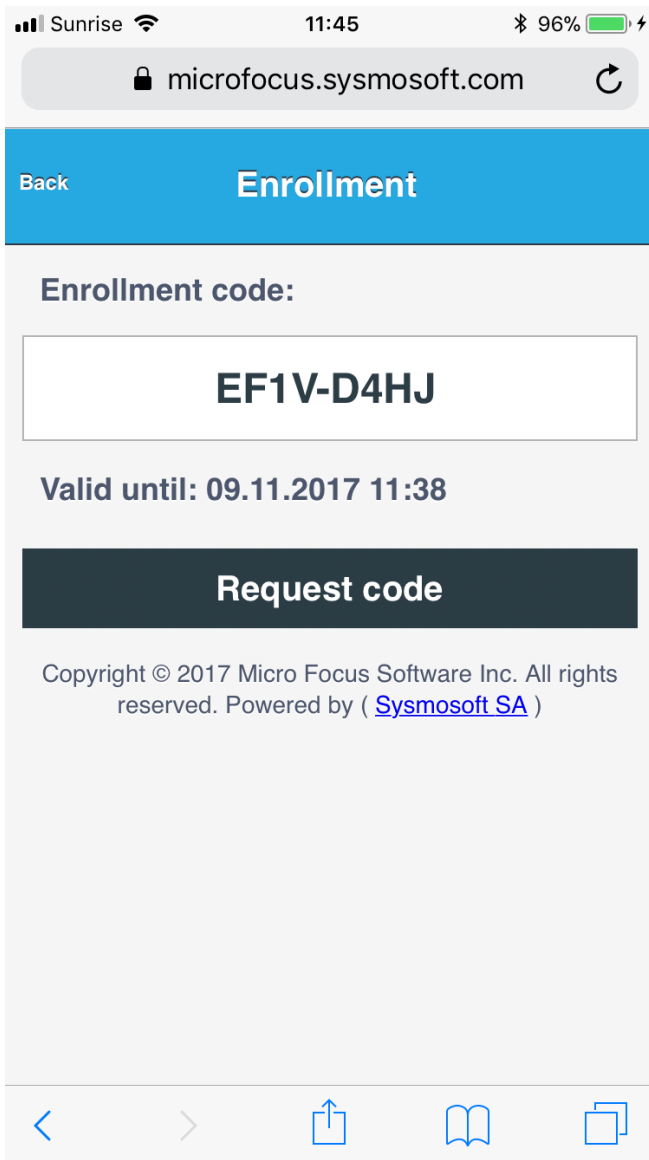 Sunrise 11:45 96%
microfocus.sysmosoft.com
Back Enrollment
Enrollment code:
EF1V-D4HJ
Valid until: 09.11.2017 11:38
Request code
Copyright © 2017 Micro Focus Software Inc. All rights
reserved. Powered by ( Sysmosoft SA )